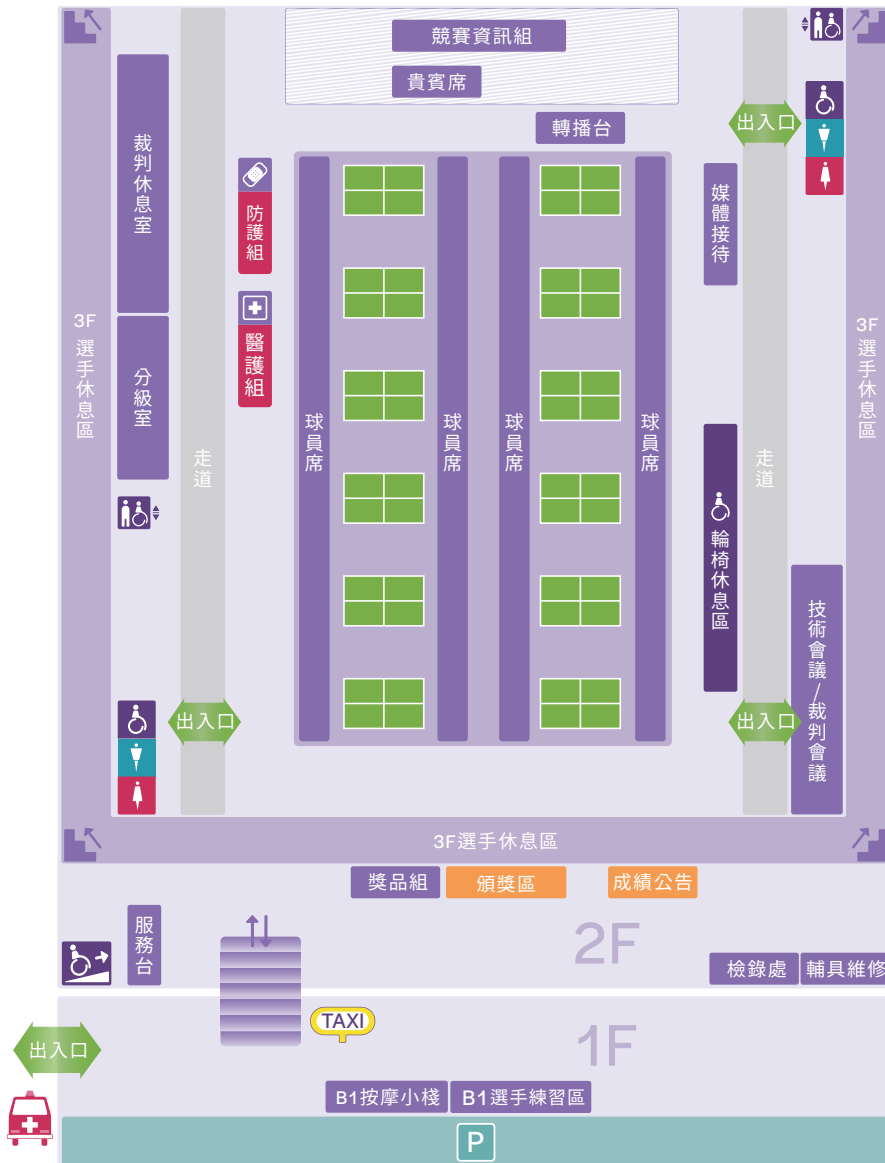 競賽資訊組
貴賓席
轉播台
出入口
裁判休息室
防護組
媒體接待
醫護組
3F
選手休息區
3F
選手休息區
分級室
走道
球員席
球員席
球員席
球員席
走道
輪椅休息區
技術會議/裁判會議
出入口
出入口
3F選手休息區
獎品組
頒獎區
成績公告
服務台
2F
檢錄處
輔具維修
TAXI
1F
出入口
B1按摩小棧
B1選手練習區
P